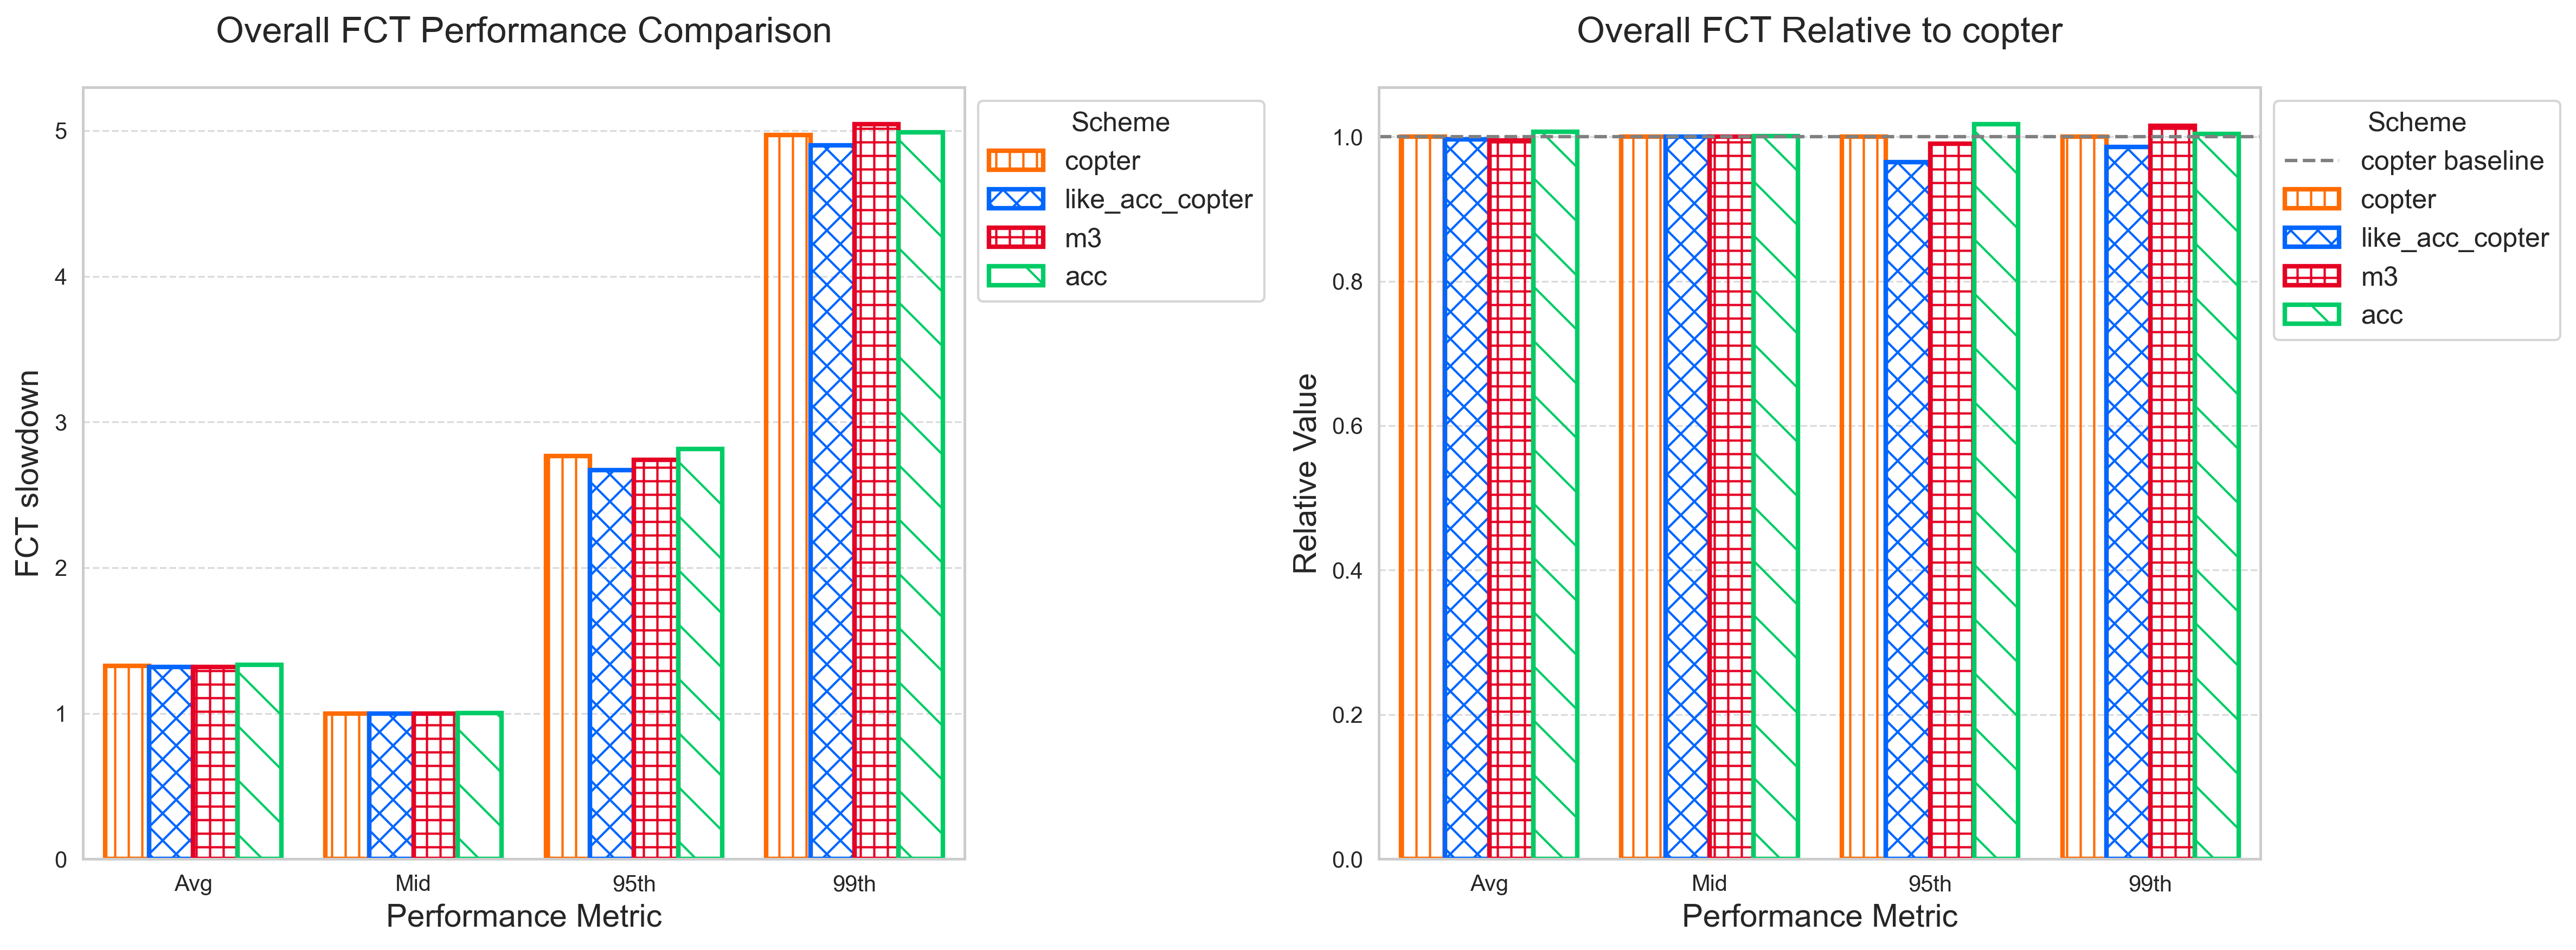 Overall FCT Performance Comparison
FCT slowdown
5
4
3
2
1
0
Avg
Mid
95th
99th
Performance Metric
Scheme
copter
like_acc_copter
m3
acc
Overall FCT Relative to copter
Relative Value
1.0
0.8
0.6
0.4
0.2
0.0
Avg
Mid
95th
99th
Performance Metric
Scheme
copter baseline
copter
like_acc_copter
m3
acc